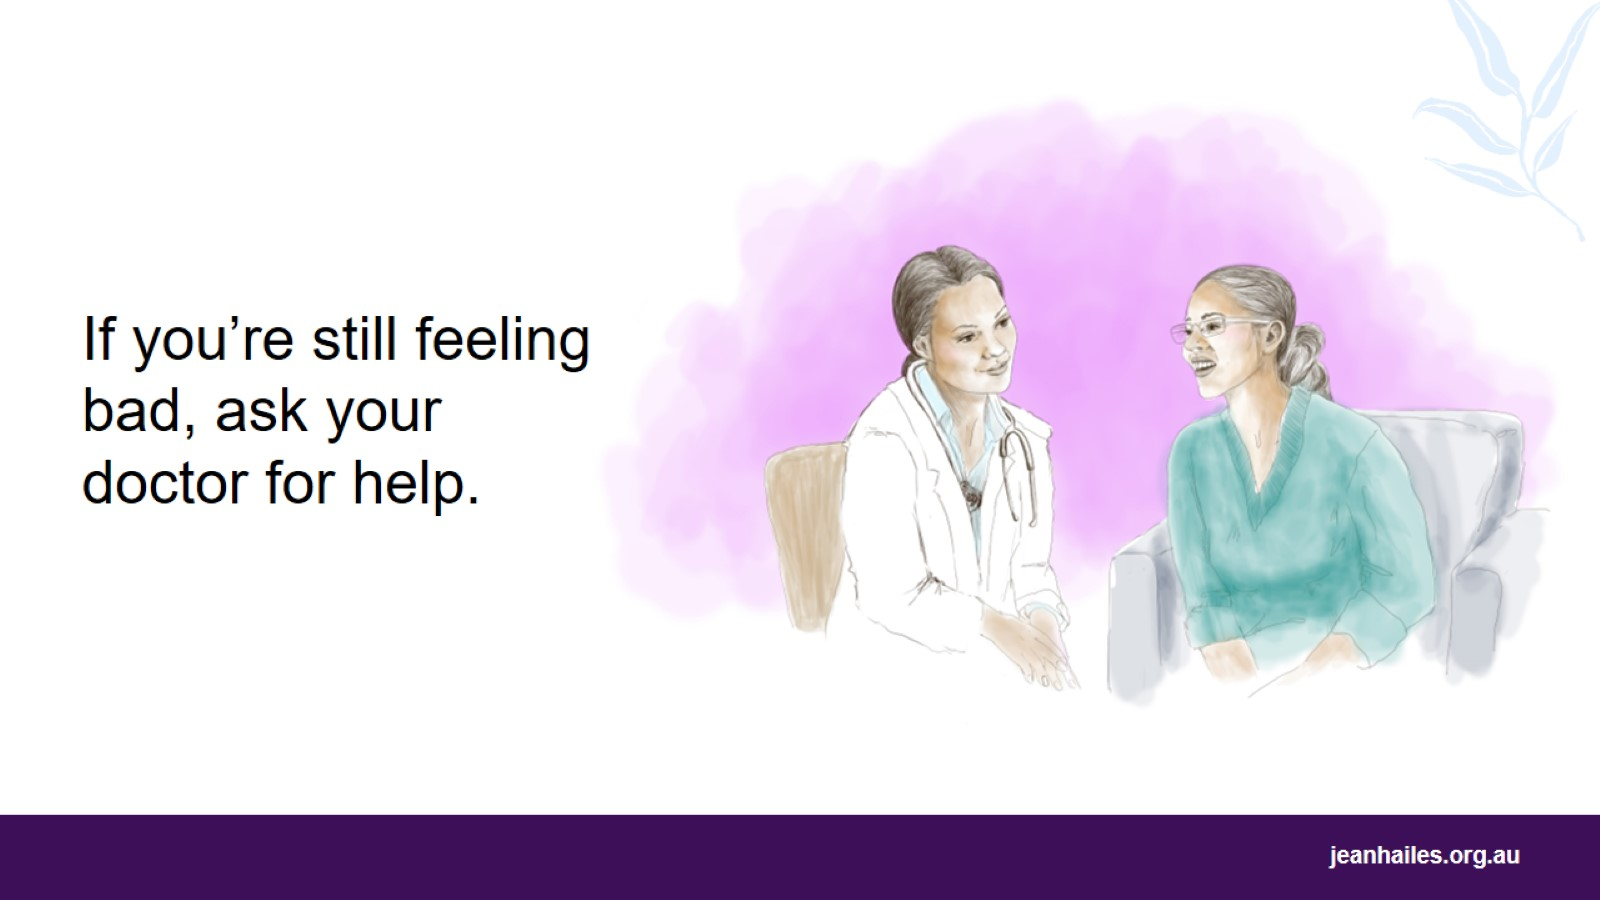 If you’re still feeling
bad, ask your
doctor for help.
jeanhailes.org.au